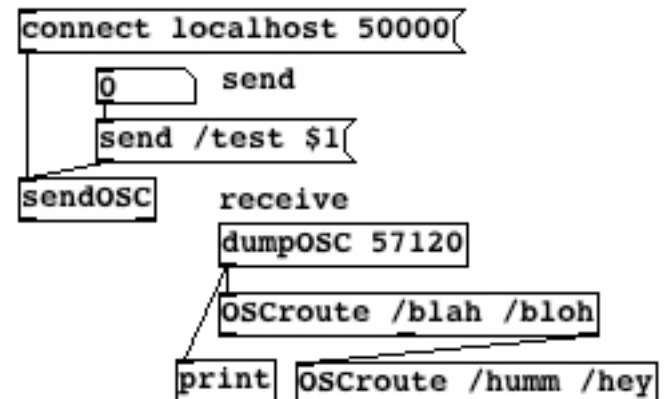 connect localhost 50000
0
send
send /test $1
sendOSC
receive
dumpOSC 57120
OSCroute /blah /bloh
print
OSCroute /humm /hey